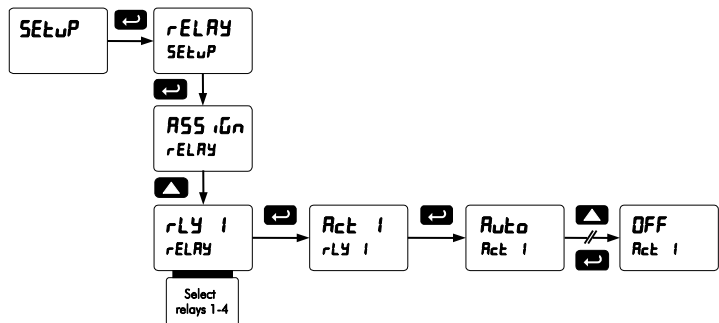 SEtuP
rELAY
SEtuP
ASSiGn
rELAY
rLY 1
rELAY
Act 1
rLY 1
Auto
Act 1
OFF
Act 1
Select
relays 1-4